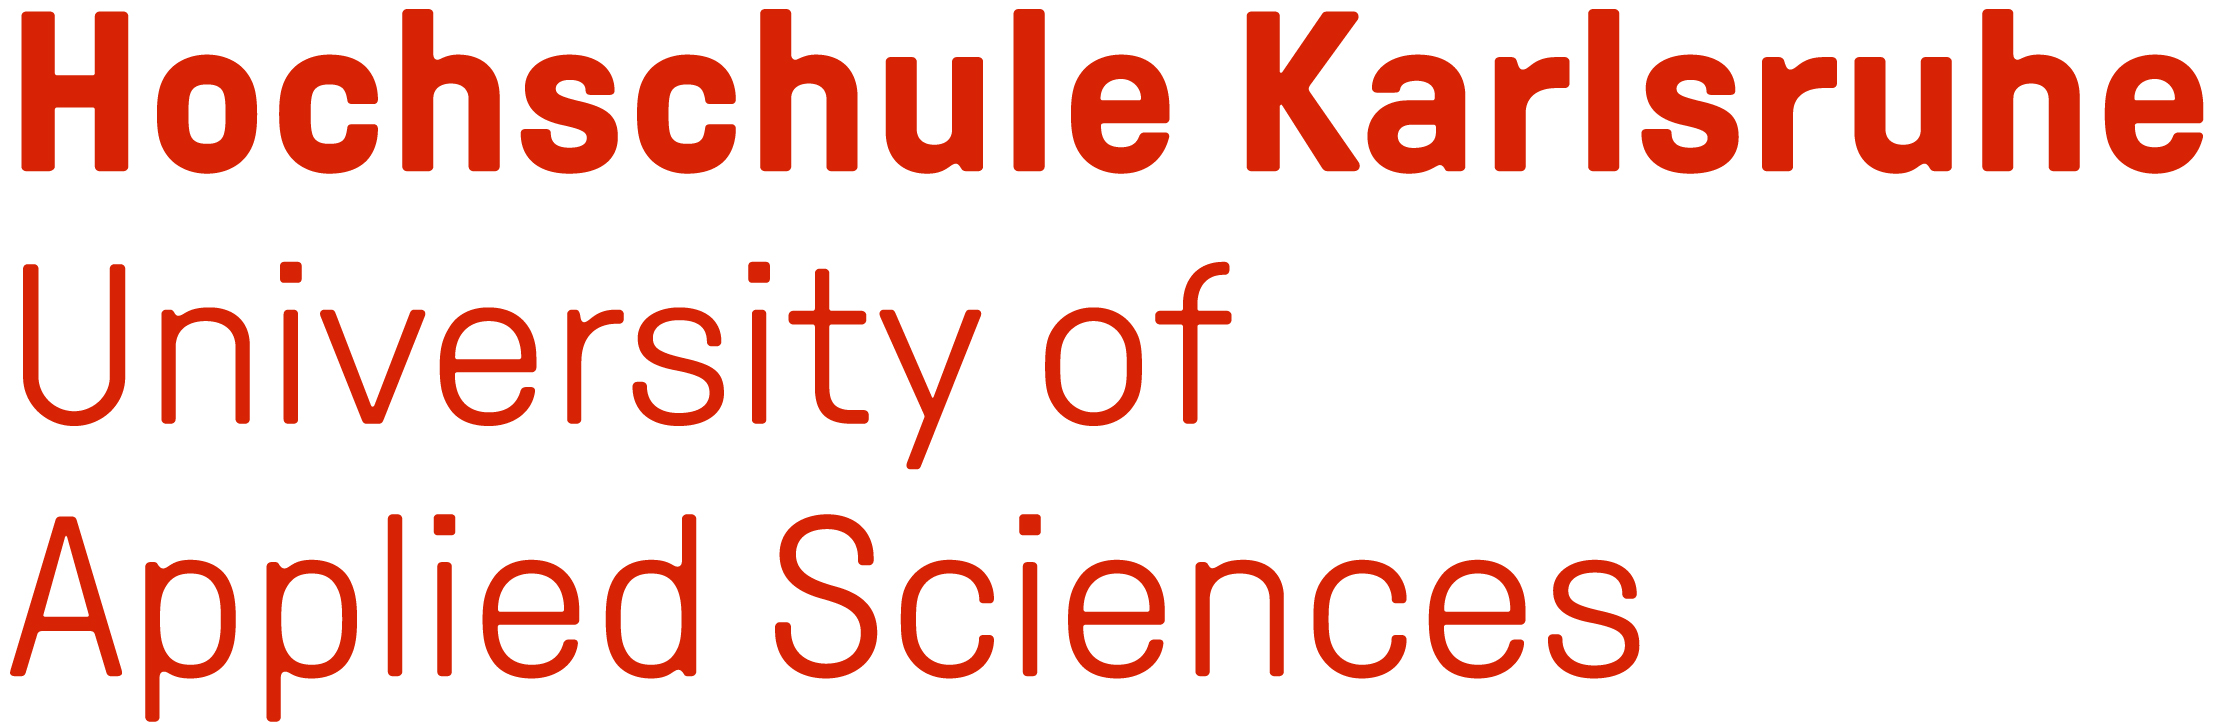 Hochschule Karlsruhe
University of
Applied Sciences